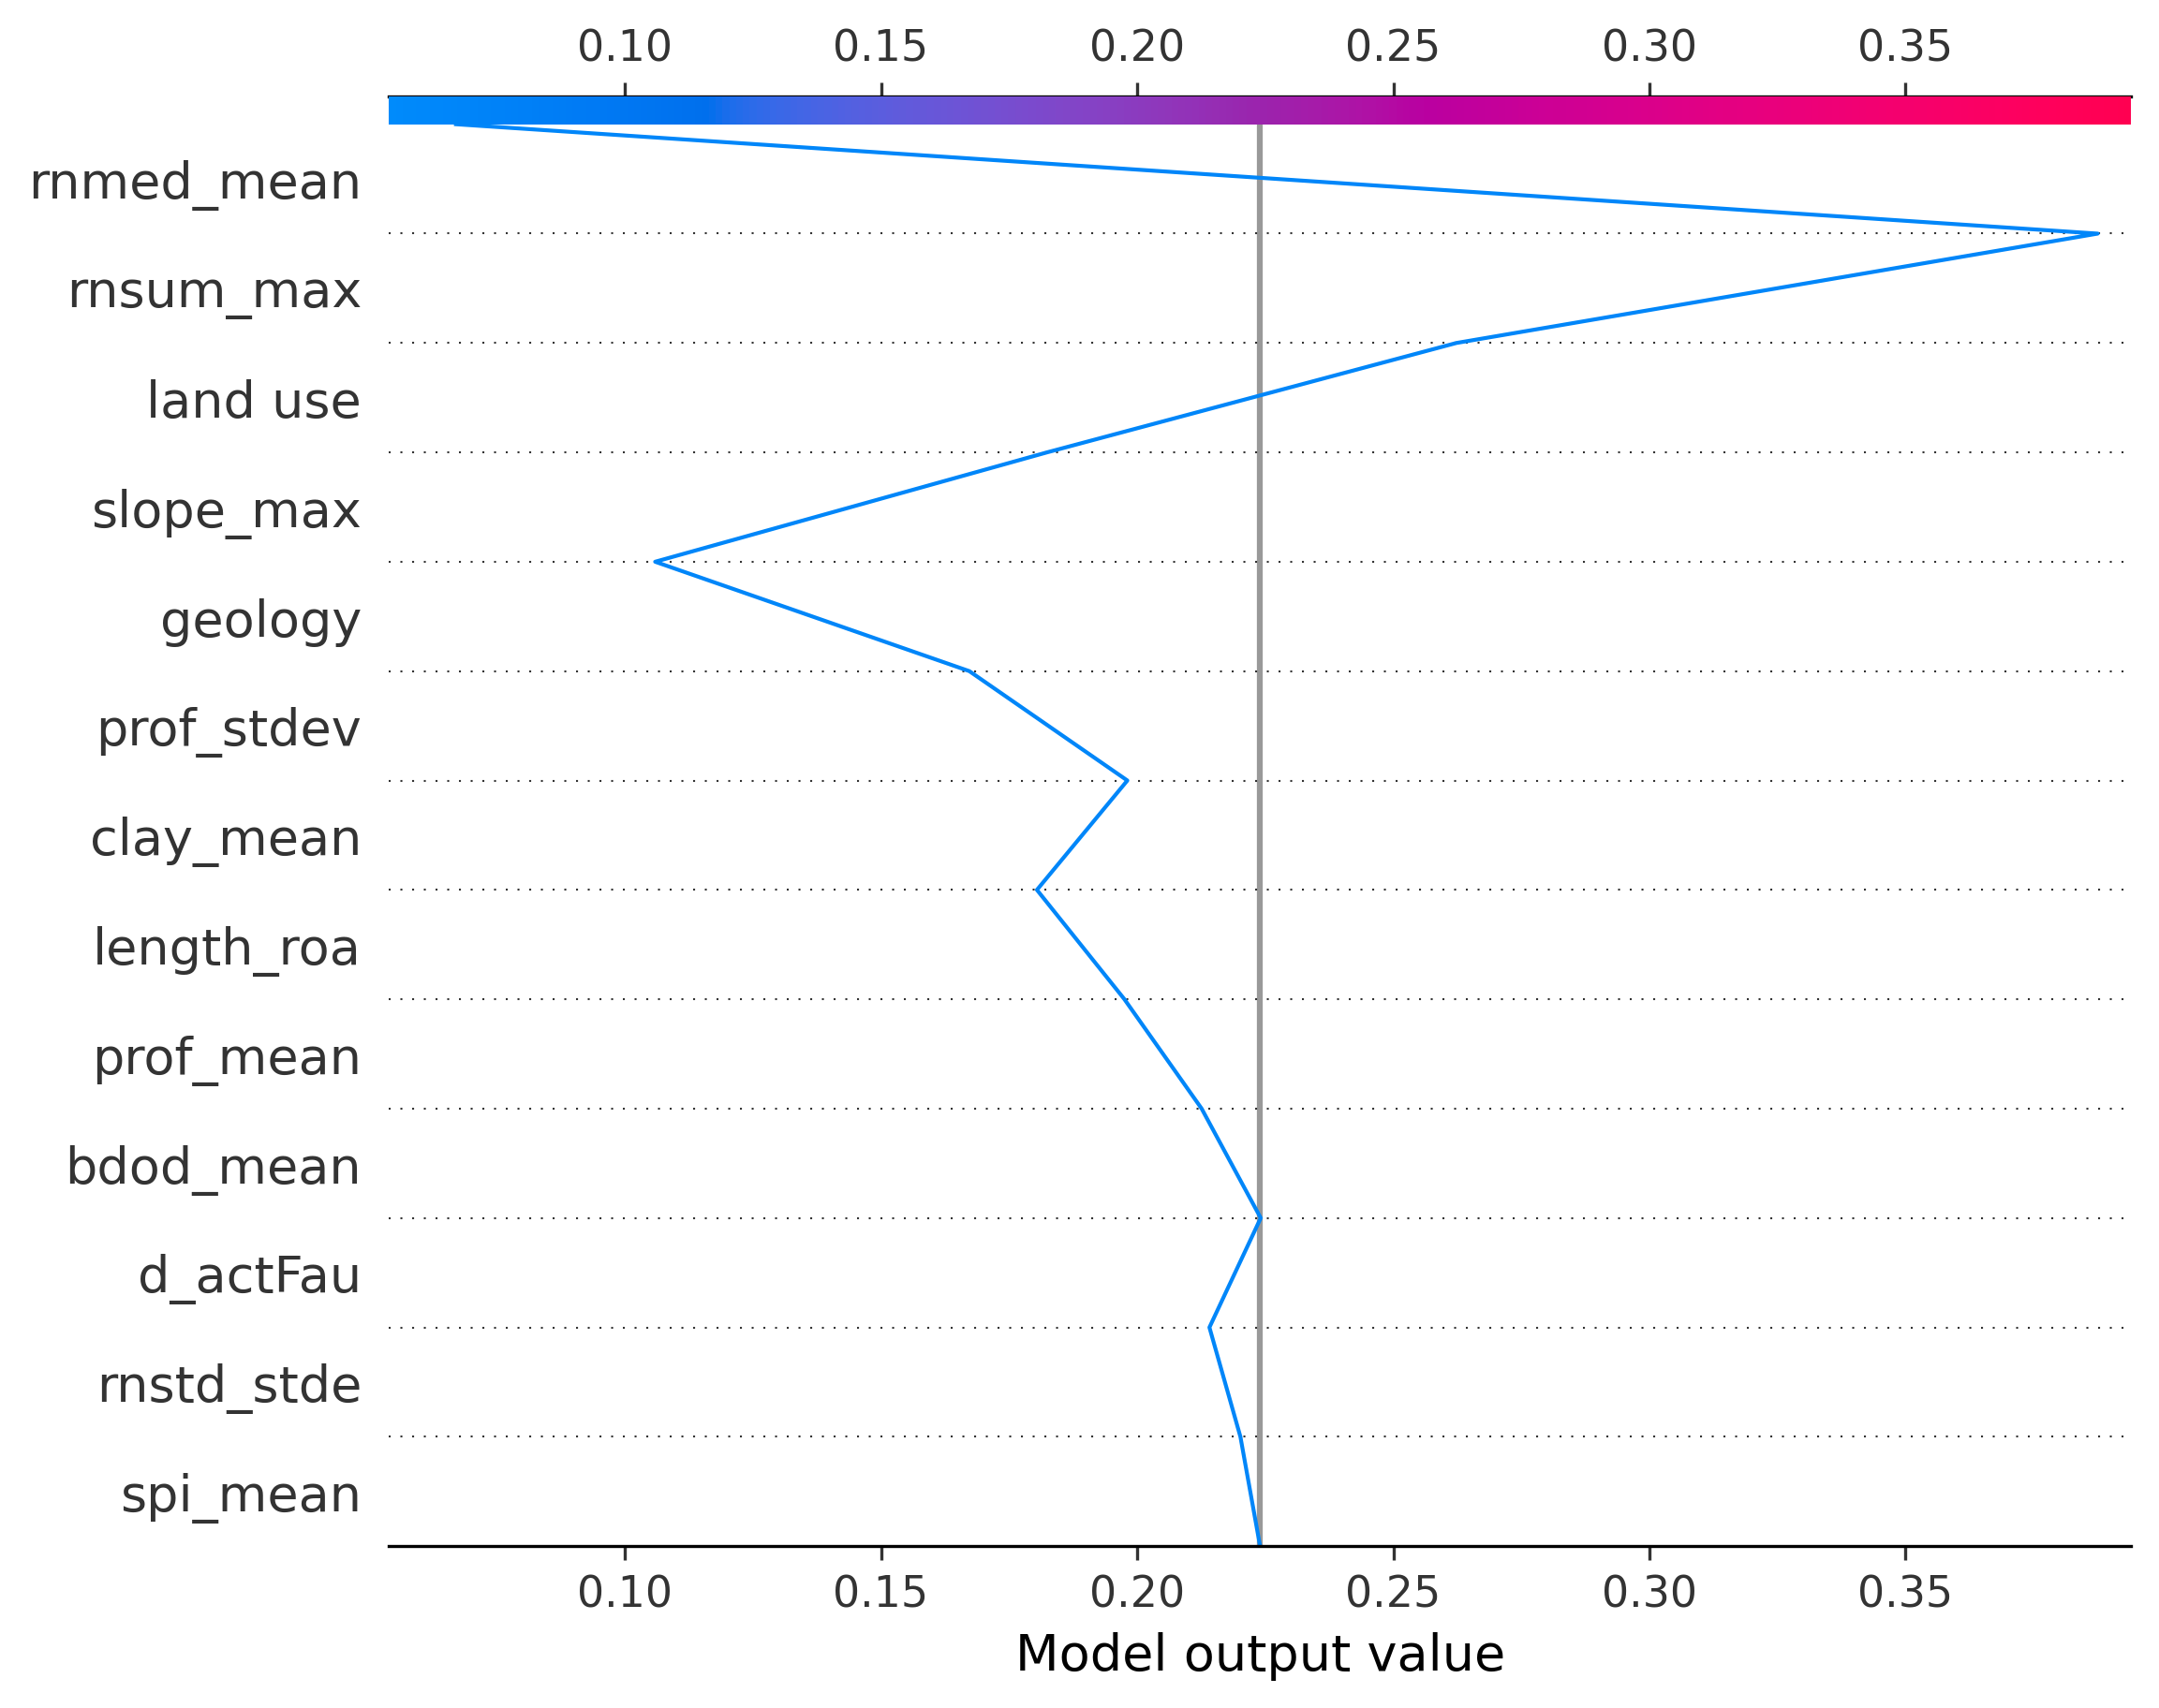 0.10 0.15 0.20 0.25 0.30 0.35
rnmed_mean
rnsum_max
land use
slope_max
geology
prof_stdev
clay_mean
length_roa
prof_mean
bdod_mean
d_actFau
rnstd_stde
spi_mean
0.10 0.15 0.20 0.25 0.30 0.35
Model output value